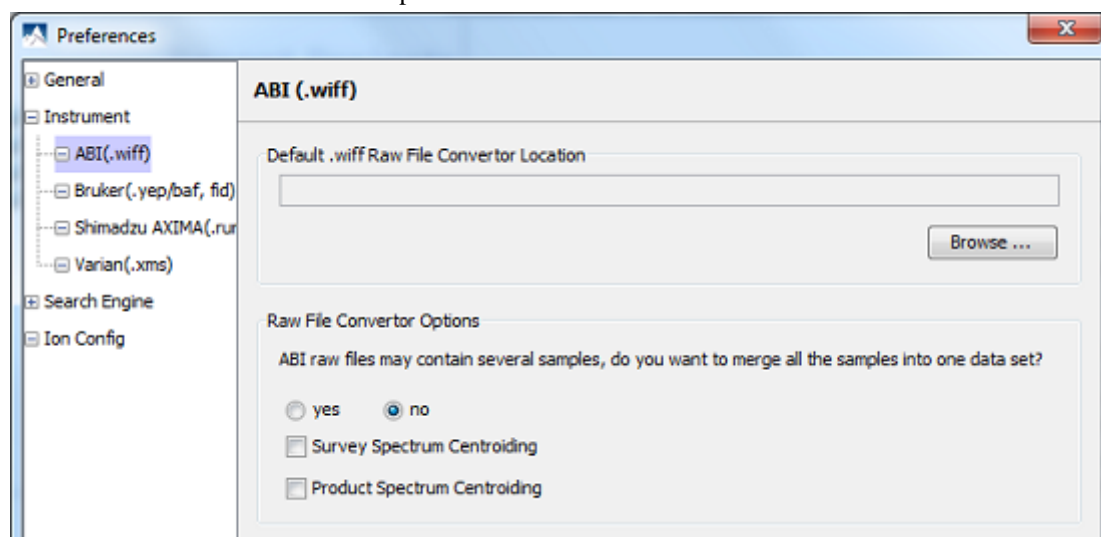 Preferences
General
Instrument
ABI(.wiff)
Bruker(.yep/baf, fid)
Shimadzu AXIMA(.rur
Varian(.xms)
Search Engine
Ion Config
ABI (.wiff)
Default .wiff Raw File Convertor Location
Browse ...
Raw File Convertor Options
ABI raw files may contain several samples, do you want to merge all the samples into one data set?
yes no
Survey Spectrum Centroiding
Product Spectrum Centroiding